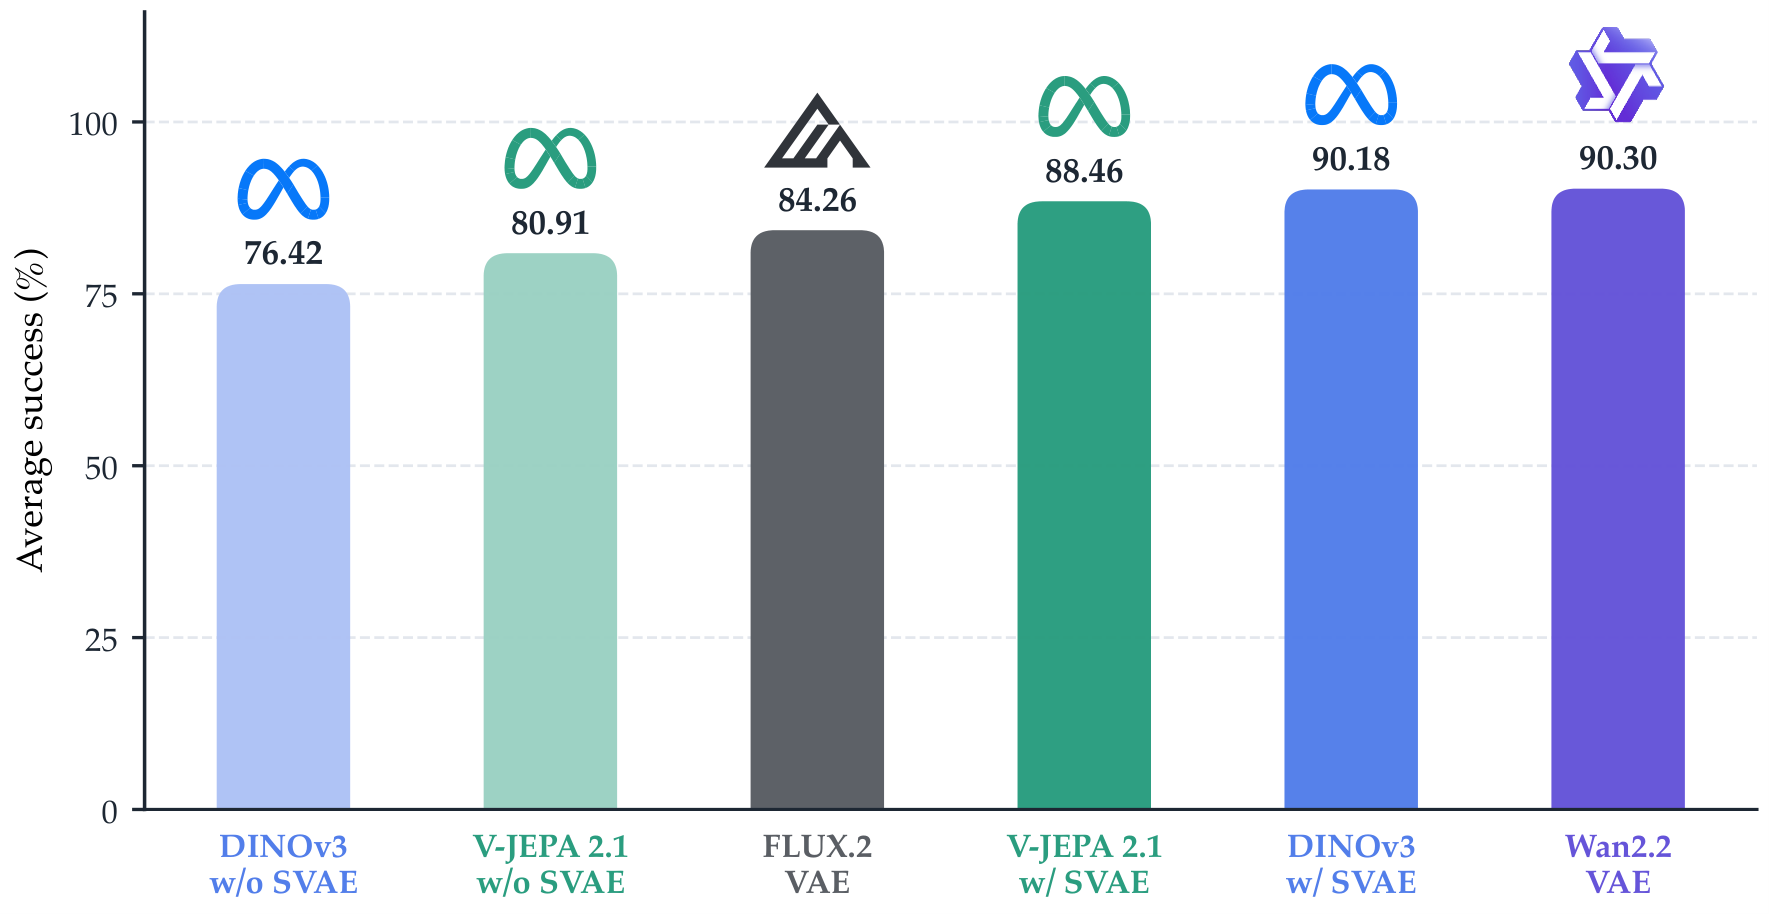 Average success (%)
100
75
50
25
0
76.42
80.91
84.26
88.46
90.18
90.30
DINOv3
w/o SVAE
V-JEPA 2.1
w/o SVAE
FLUX.2
VAE
V-JEPA 2.1
w/ SVAE
DINOv3
w/ SVAE
Wan2.2
VAE